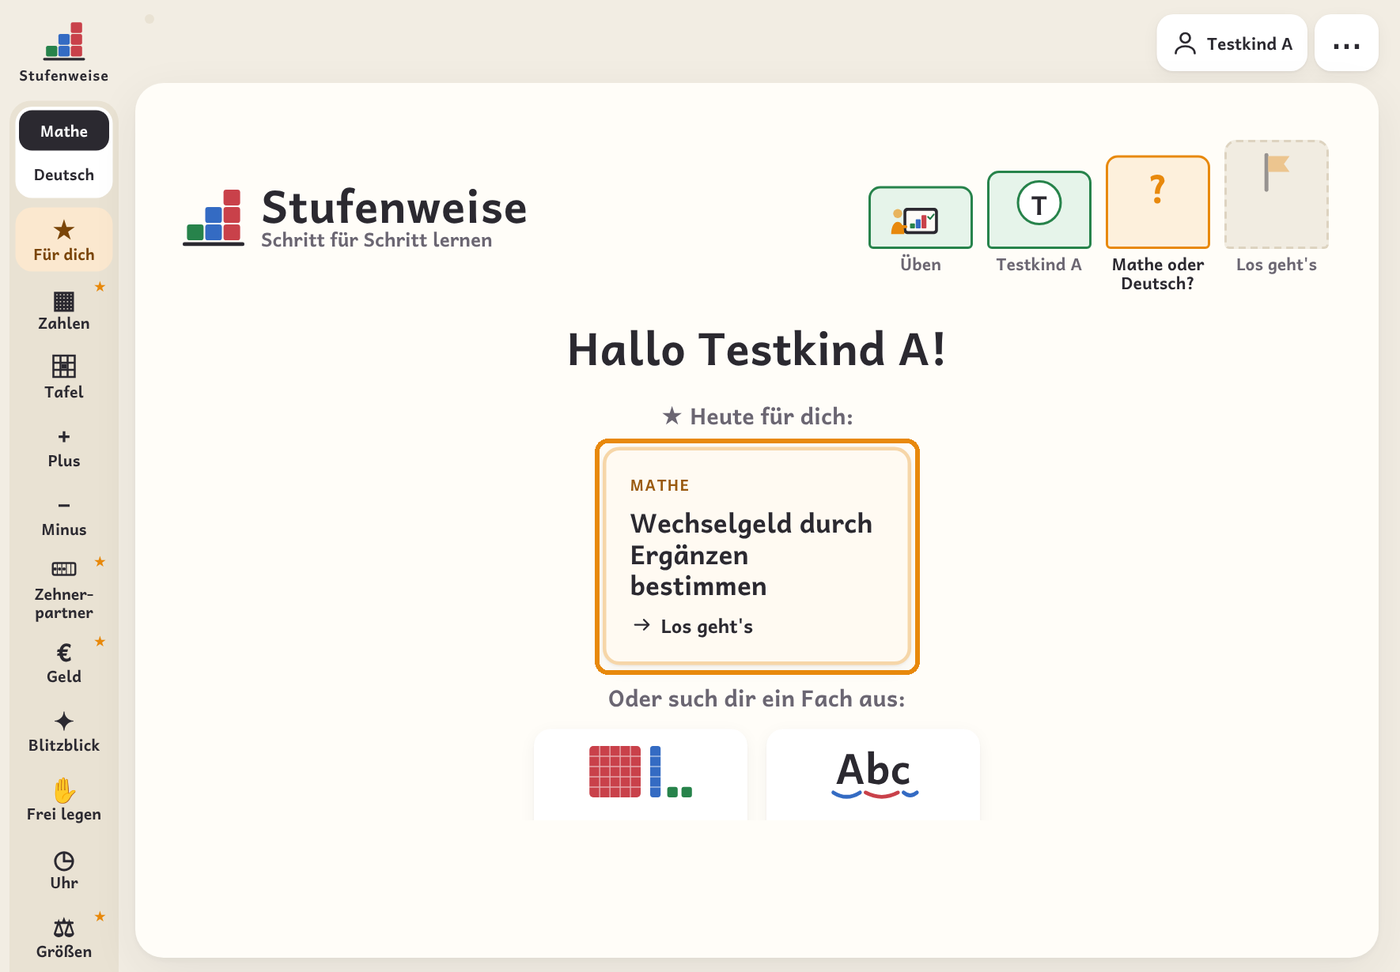 Stufenweise
Testkind A
...
Mathe
Deutsch
Für dich
Zahlen
Tafel
+
Plus
−
Minus
Zehner-
partner
€
Geld
Blitzblick
Frei legen
Uhr
Größen
Stufenweise
Schritt für Schritt lernen
Üben
T
Testkind A
?
Mathe oder
Deutsch?
Los geht's
Hallo Testkind A!
★ Heute für dich:
MATHE
Wechselgeld durch
Ergänzen
bestimmen
→ Los geht's
Oder such dir ein Fach aus:
Abc